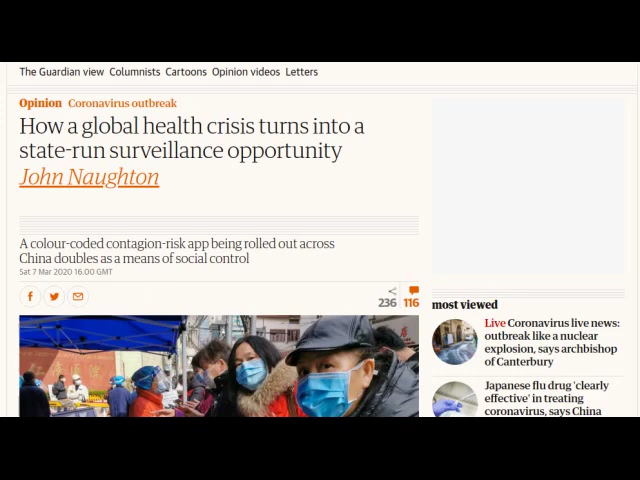 The Guardian view Columnists Cartoons Opinion videos Letters
Opinion Coronavirus outbreak
How a global health crisis turns into a
state-run surveillance opportunity
John Naughton
A colour-coded contagion-risk app being rolled out across
China doubles as a means of social control
Sat 7 Mar 2020 16.00 GMT
236 116
most viewed
Live Coronavirus live news:
outbreak like a nuclear
explosion, says archbishop
of Canterbury
Japanese flu drug 'clearly
effective' in treating
coronavirus, says China